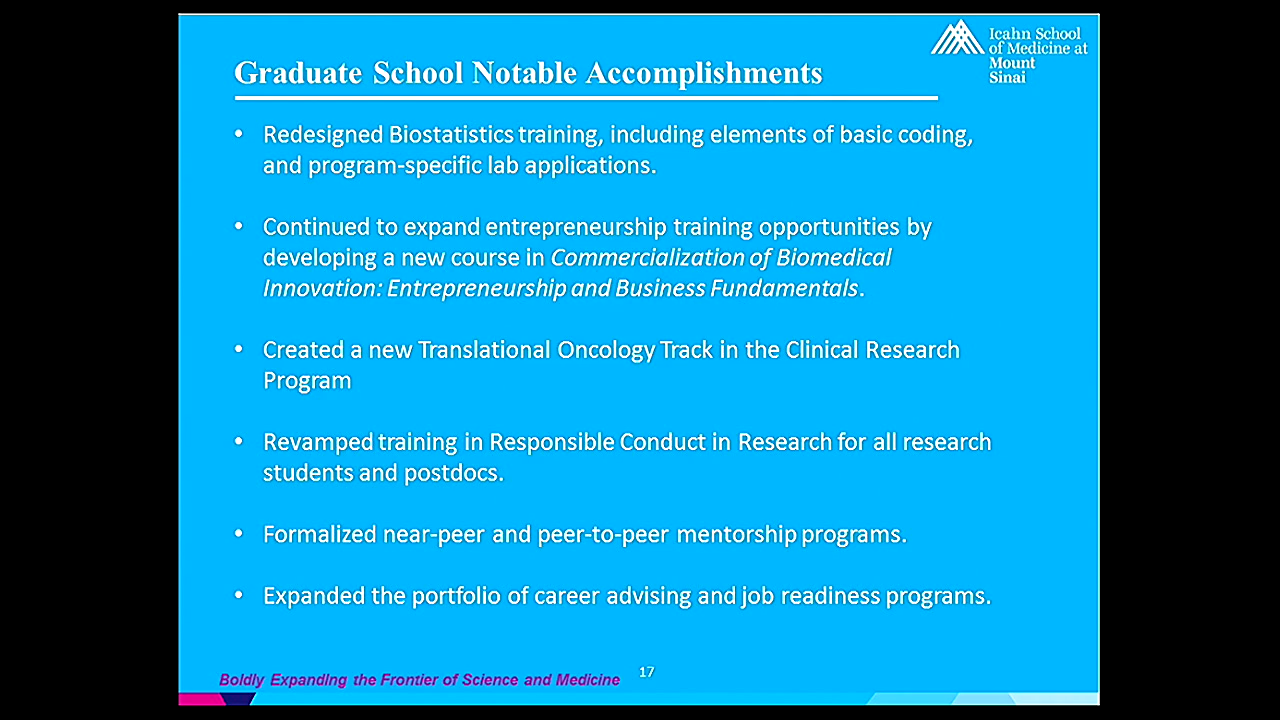 Icahn School
of Medicine at
Mount
Sinai
Graduate School Notable Accomplishments
• Redesigned Biostatistics training, including elements of basic coding,
and program-specific lab applications.
• Continued to expand entrepreneurship training opportunities by
developing a new course in Commercialization of Biomedical
Innovation: Entrepreneurship and Business Fundamentals.
• Created a new Translational Oncology Track in the Clinical Research
Program
• Revamped training in Responsible Conduct in Research for all research
students and postdocs.
• Formalized near-peer and peer-to-peer mentorship programs.
• Expanded the portfolio of career advising and job readiness programs.
Boldly Expanding the Frontier of Science and Medicine
17